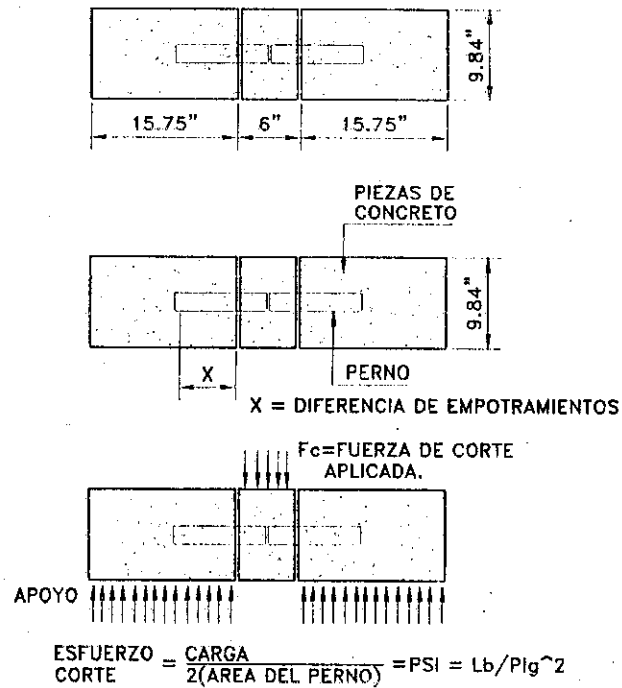 9.84"
15.75" 6" 15.75"
PIEZAS DE
CONCRETO
9.84"
X
PERNO
X = DIFERENCIA DE EMPOTRAMIENTOS
Fc=FUERZA DE CORTE
APLICADA.
APOYO
ESFUERZO CORTE = CARGA / 2(AREA DEL PERNO) =PSI = Lb/Plg^2